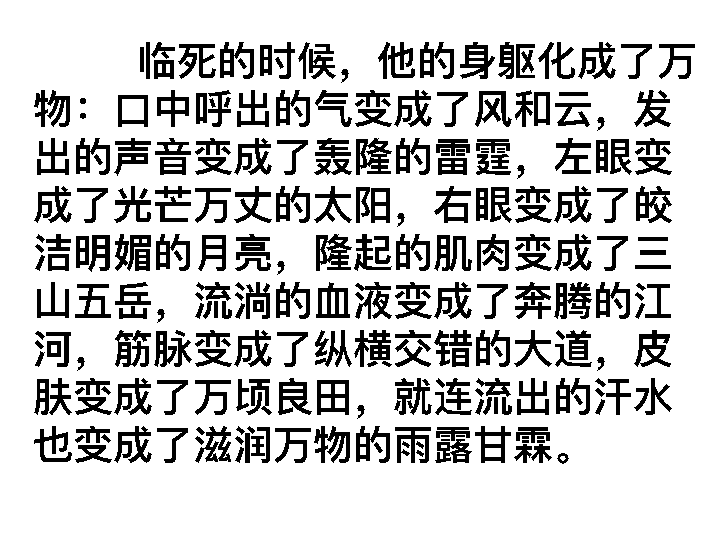 临死的时候，他的身躯化成了万
物：口中呼出的气变成了风和云，发
出的声音变成了轰隆的雷霆，左眼变
成了光芒万丈的太阳，右眼变成了皎
洁明媚的月亮，隆起的肌肉变成了三
山五岳，流淌的血液变成了奔腾的江
河，筋脉变成了纵横交错的大道，皮
肤变成了万顷良田，就连流出的汗水
也变成了滋润万物的雨露甘霖。